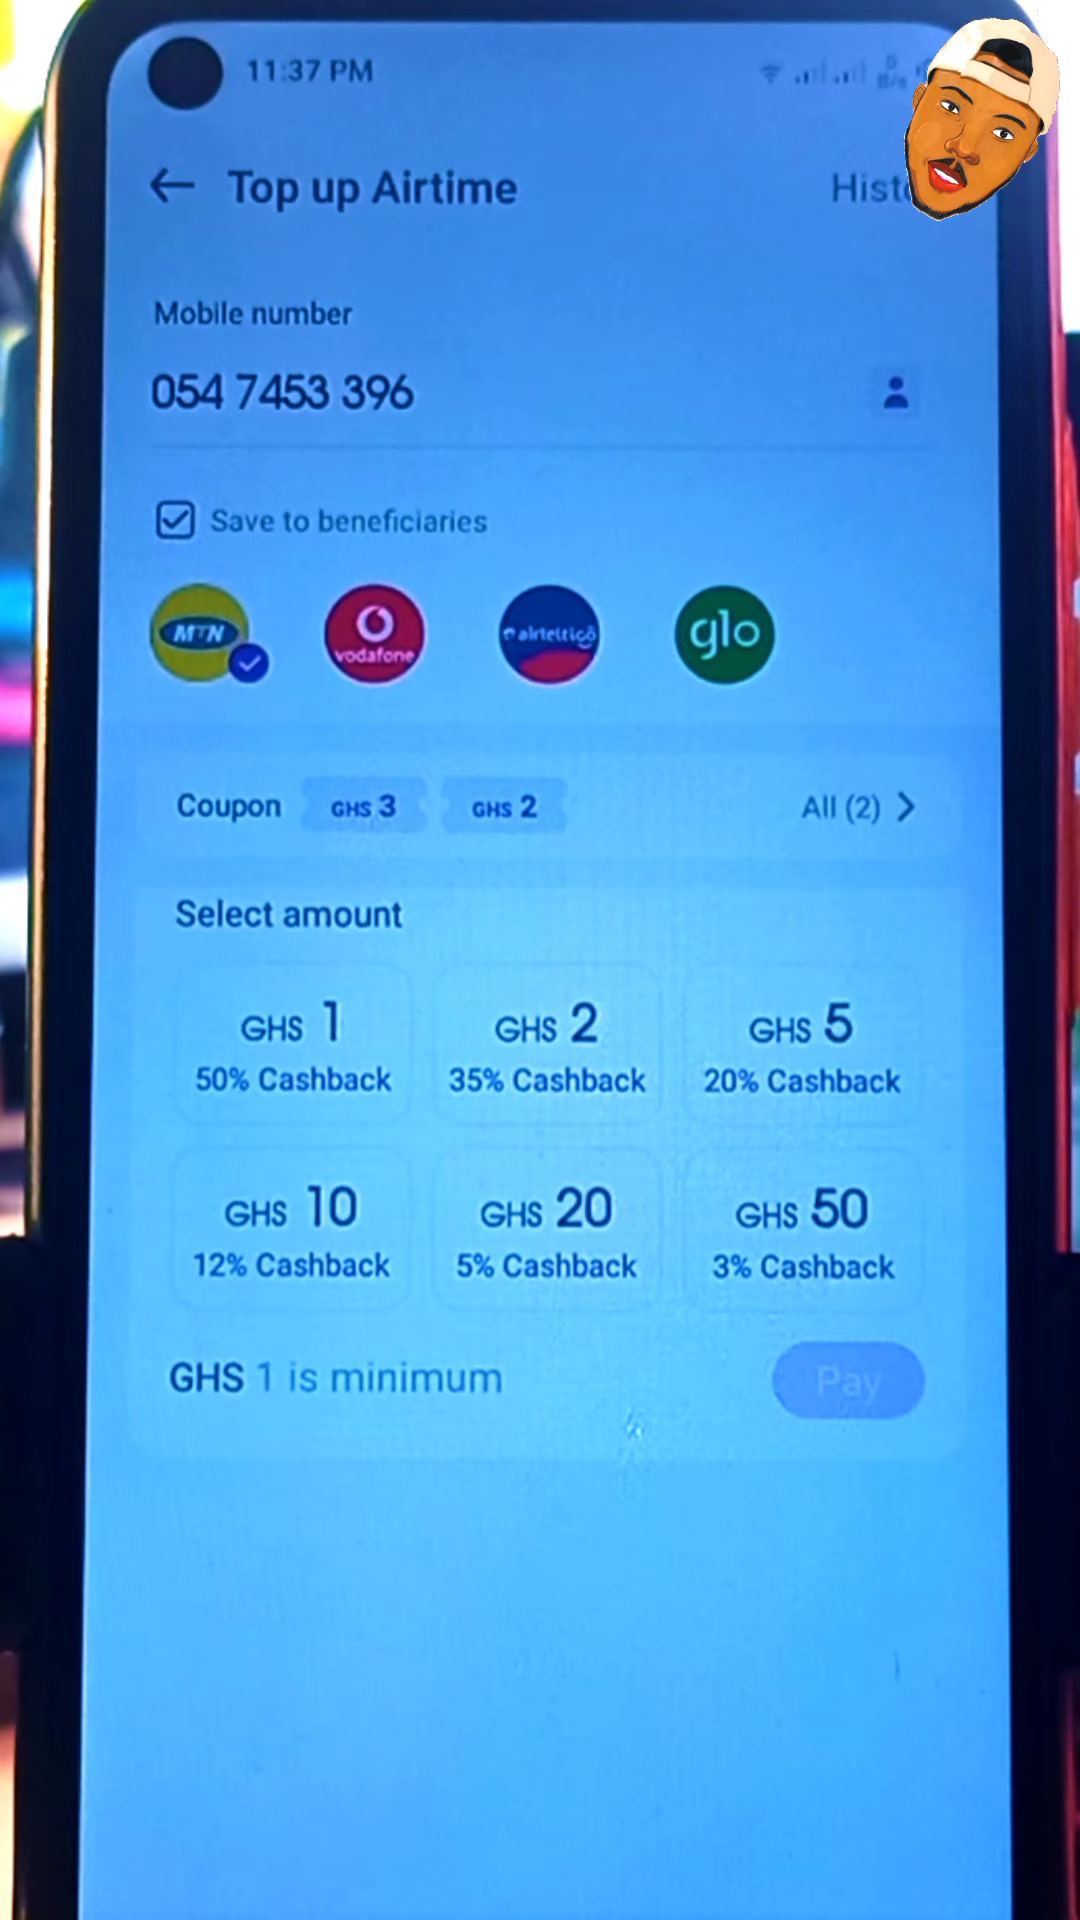 11:37 PM
Top up Airtime
Mobile number
054 7453 396
Save to beneficiaries
MTN
vodafone
airteltigo
glo
Coupon GHS 3 GHS 2 All (2)
Select amount
GHS 1 GHS 2 GHS 5
50% Cashback 35% Cashback 20% Cashback
GHS 10 GHS 20 GHS 50
12% Cashback 5% Cashback 3% Cashback
GHS 1 is minimum Pay